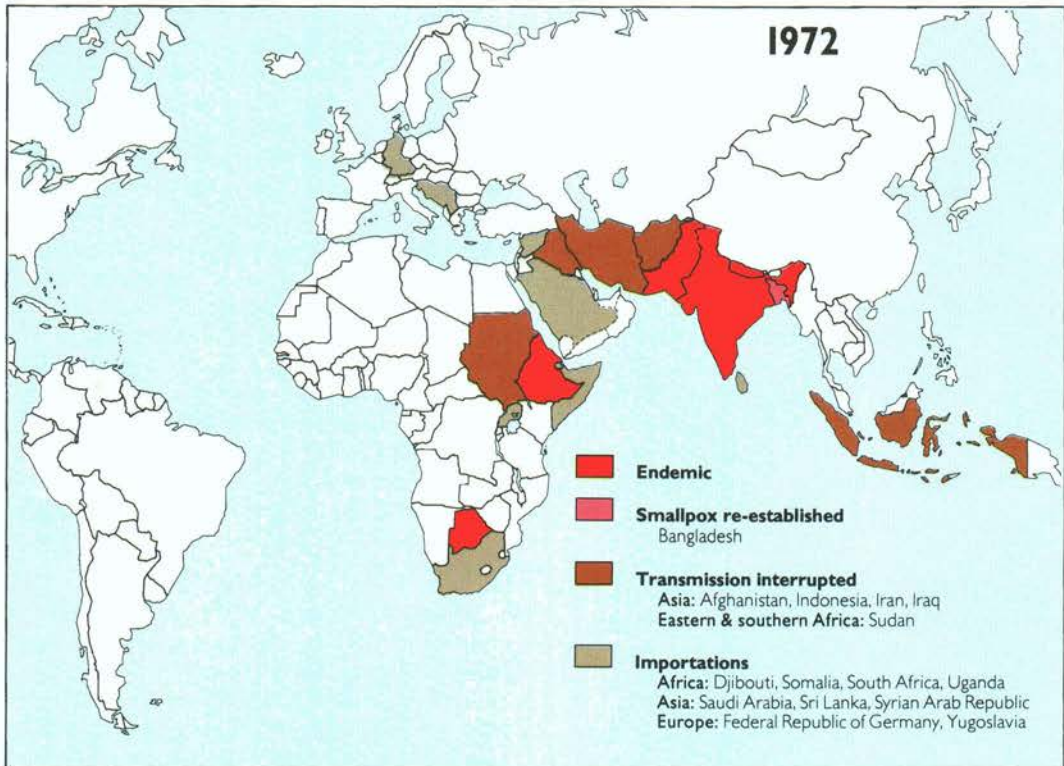 1972
Endemic
Smallpox re-established
Bangladesh
Transmission interrupted
Asia: Afghanistan, Indonesia, Iran, Iraq
Eastern & southern Africa: Sudan
Importations
Africa: Djibouti, Somalia, South Africa, Uganda
Asia: Saudi Arabia, Sri Lanka, Syrian Arab Republic
Europe: Federal Republic of Germany, Yugoslavia